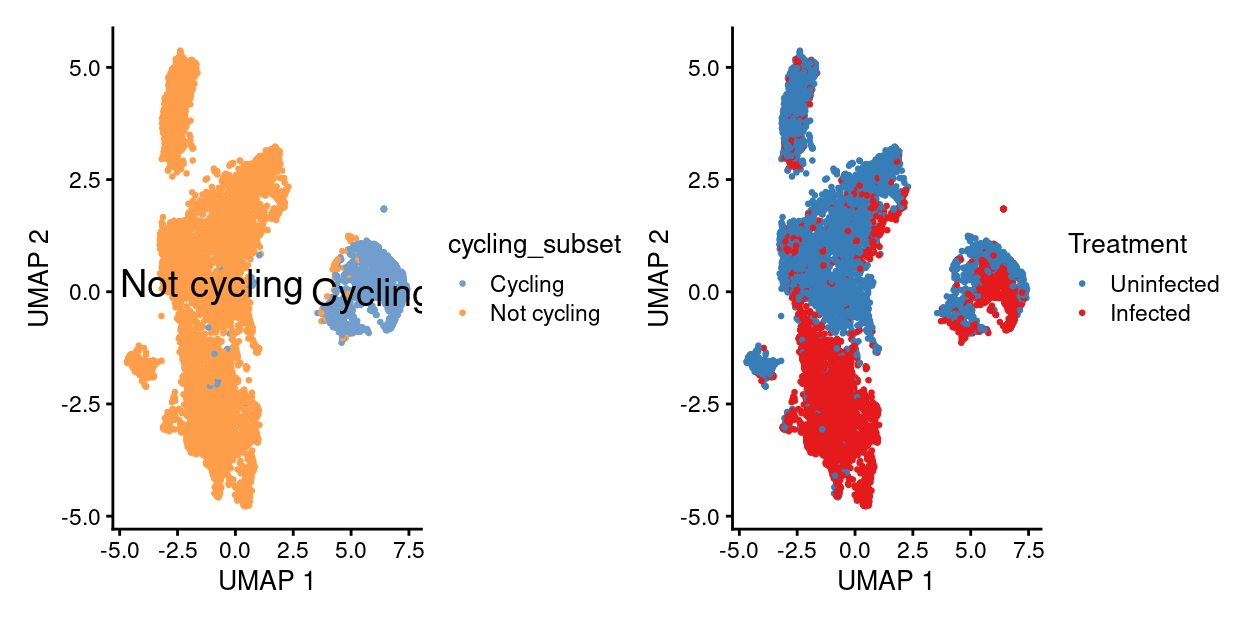 5.0
2.5
0.0
-2.5
-5.0
UMAP 2
Not cycling
Cycling
-5.0 -2.5 0.0 2.5 5.0 7.5
UMAP 1
cycling_subset
Cycling
Not cycling
5.0
2.5
0.0
-2.5
-5.0
UMAP 2
-5.0 -2.5 0.0 2.5 5.0 7.5
UMAP 1
Treatment
Uninfected
Infected